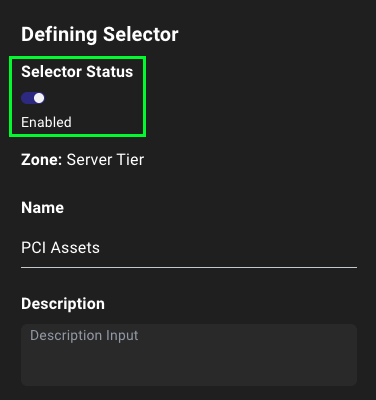 Defining Selector
Selector Status
Enabled
Zone: Server Tier
Name
PCI Assets
Description
Description Input